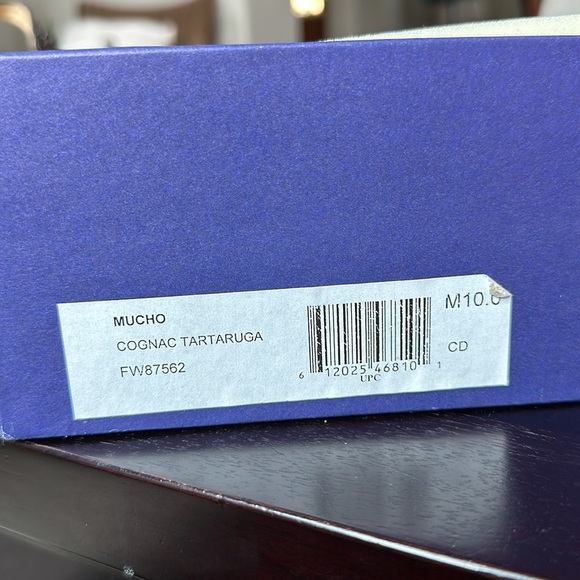 MUCHO
COGNAC TARTARUGA
FW87562
6 12025 46810 1
UPC
M10.0
CD